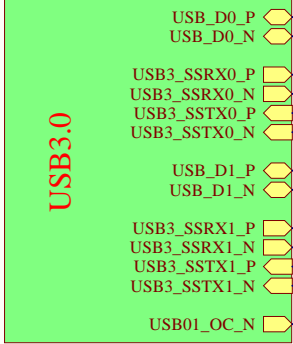 USB3.0
USB_D0_P
USB_D0_N
USB3_SSRX0_P
USB3_SSRX0_N
USB3_SSTX0_P
USB3_SSTX0_N
USB_D1_P
USB_D1_N
USB3_SSRX1_P
USB3_SSRX1_N
USB3_SSTX1_P
USB3_SSTX1_N
USB01_OC_N